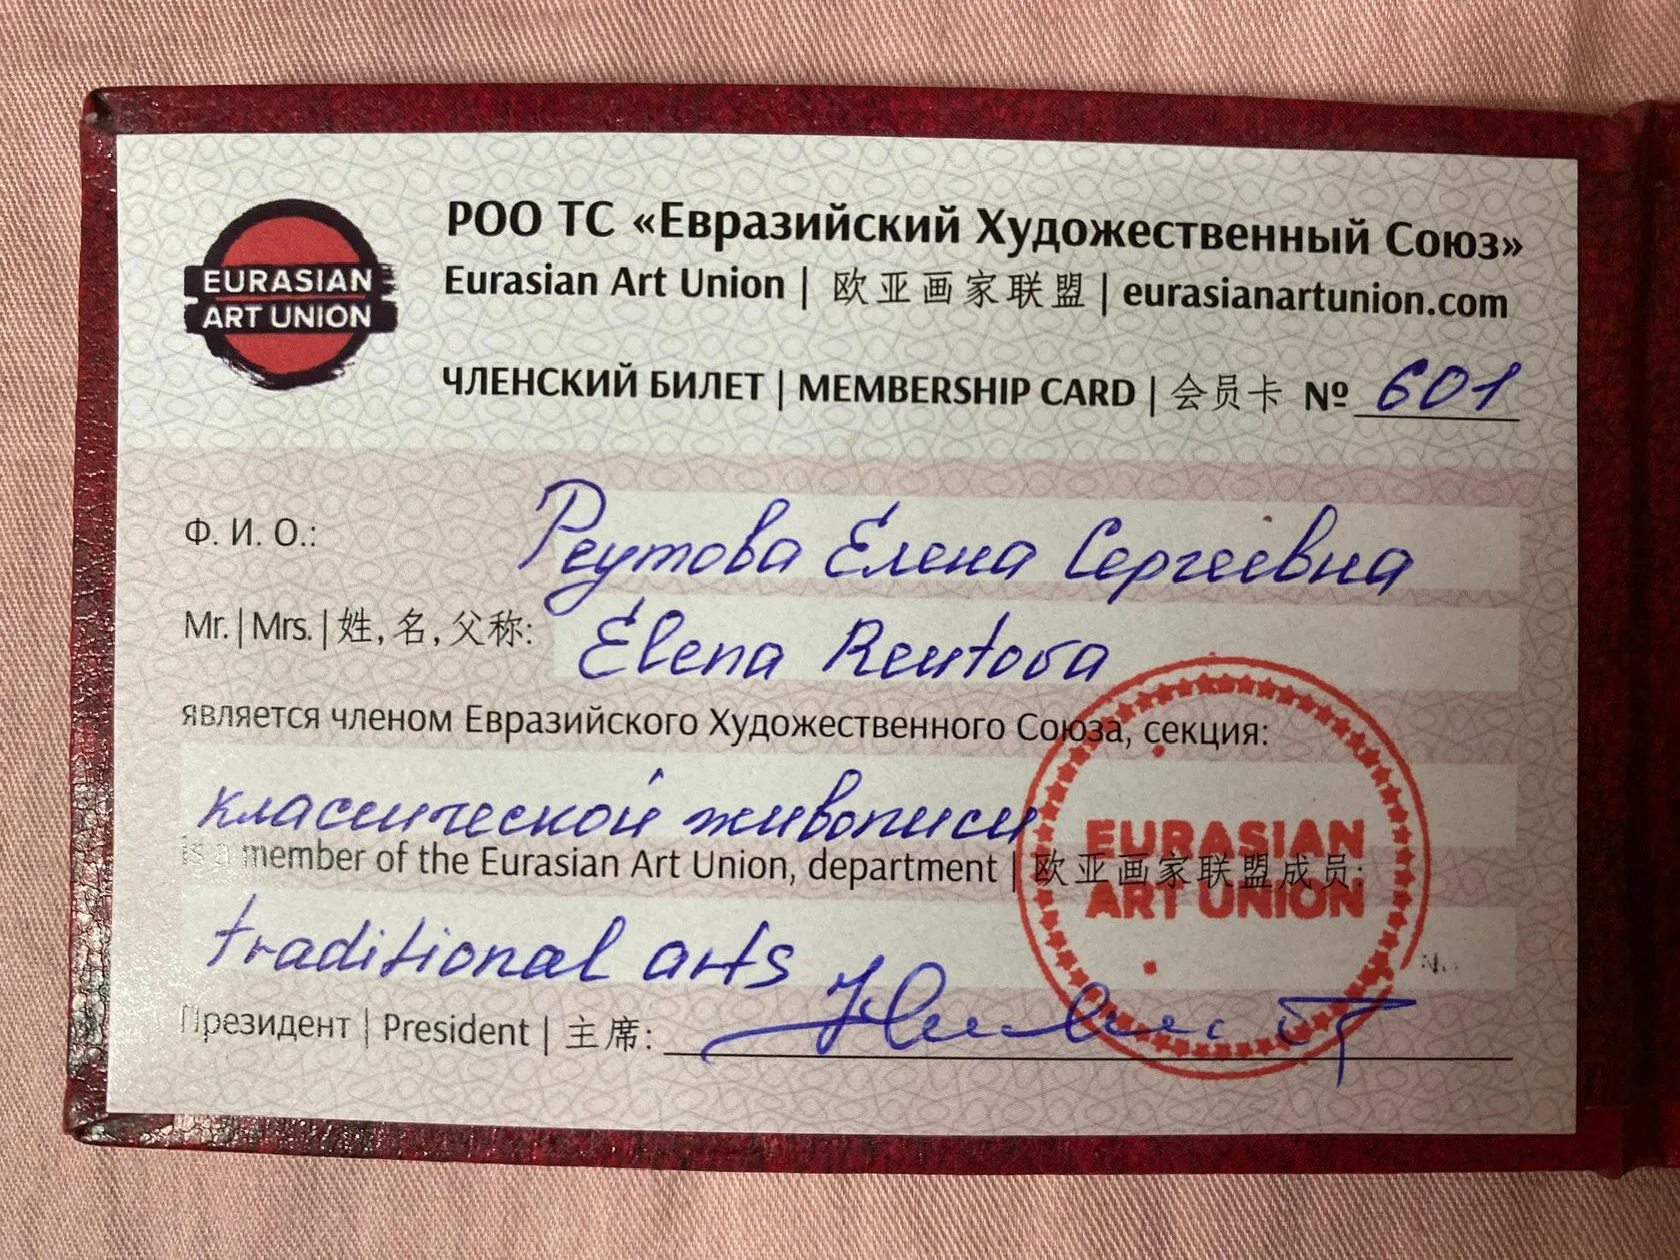 EURASIAN
ART UNION
РОО ТС «Евразийский Художественный Союз»
Eurasian Art Union | 欧亚画家联盟 | eurasianartunion.com
ЧЛЕНСКИЙ БИЛЕТ | MEMBERSHIP CARD | 会员卡 № 601
Ф. И. О.: Реутова Елена Сергеевна
Mr. | Mrs. | 姓,名,父称: Elena Reutova
является членом Евразийского Художественного Союза, секция:
классической живописи
is a member of the Eurasian Art Union, department | 欧亚画家联盟成员:
traditional arts
Президент | President | 主席:
EURASIAN
ART UNION